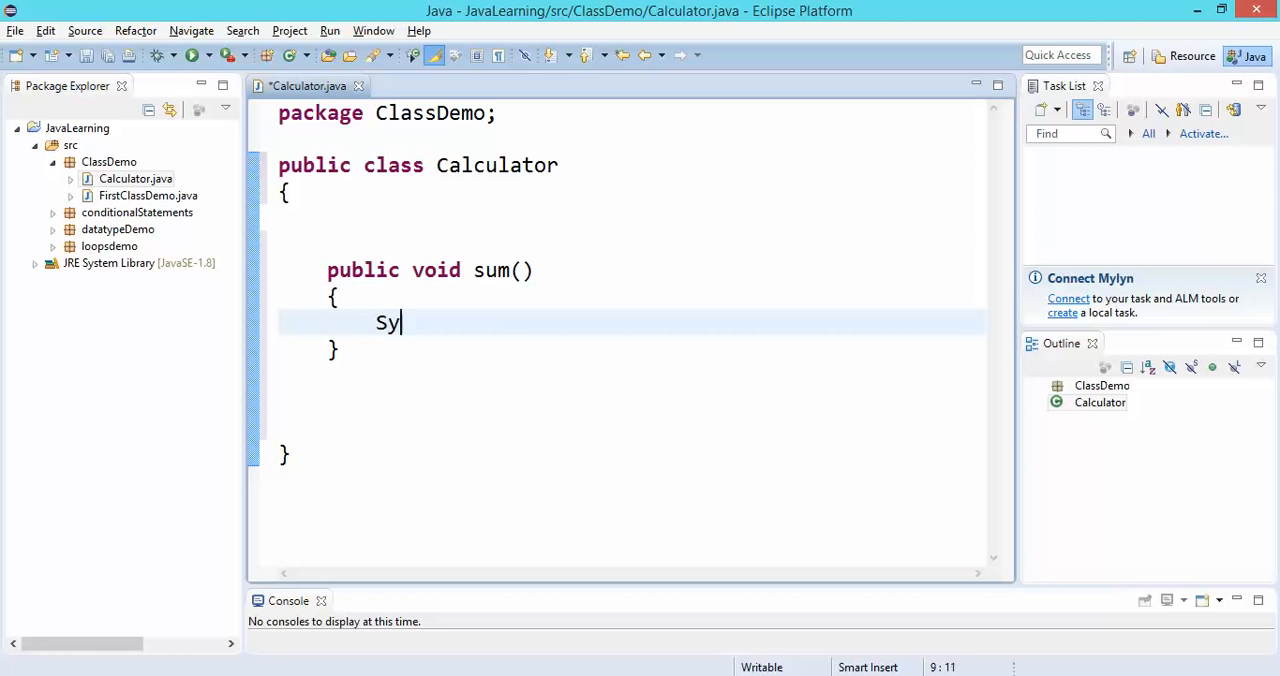 Java - JavaLearning/src/ClassDemo/Calculator.java - Eclipse Platform
File Edit Source Refactor Navigate Search Project Run Window Help
Quick Access Resource Java
Package Explorer
*Calculator.java
Task List
JavaLearning
src
ClassDemo
Calculator.java
FirstClassDemo.java
conditionalStatements
datatypeDemo
loopsdemo
JRE System Library [JavaSE-1.8]
package ClassDemo;
public class Calculator
{
public void sum()
{
Sy
}
}
Find All Activate...
Connect Mylyn
Connect to your task and ALM tools or
create a local task.
Outline
ClassDemo
Calculator
Console
No consoles to display at this time.
Writable Smart Insert 9 : 11